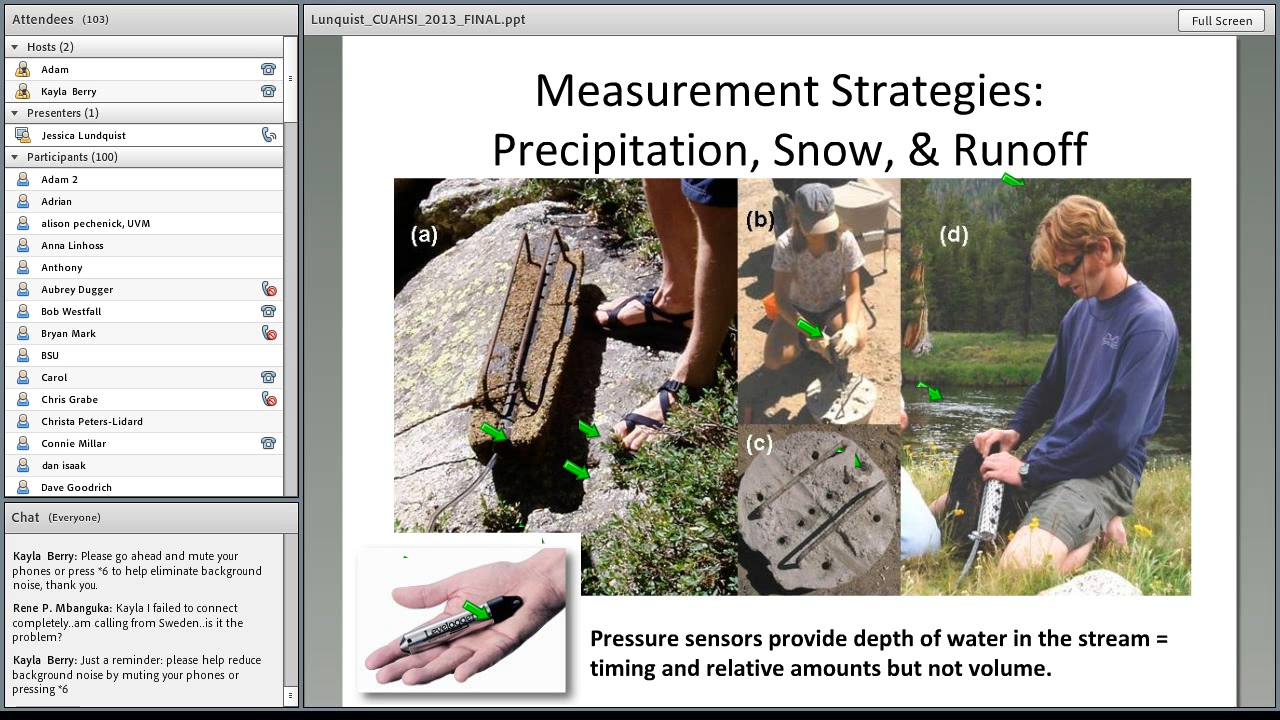 Attendees (103)
Hosts (2)
Adam
Kayla Berry
Presenters (1)
Jessica Lundquist
Participants (100)
Adam 2
Adrian
alison pechenick, UVM
Anna Linhoss
Anthony
Aubrey Dugger
Bob Westfall
Bryan Mark
BSU
Carol
Chris Grabe
Christa Peters-Lidard
Connie Millar
dan isaak
Dave Goodrich
Chat (Everyone)
Kayla Berry: Please go ahead and mute your
phones or press *6 to help eliminate background
noise, thank you.
Rene P. Mbanguka: Kayla I failed to connect
completely..am calling from Sweden..is it the
problem?
Kayla Berry: Just a reminder: please help reduce
background noise by muting your phones or
pressing *6
Lunquist_CUAHSI_2013_FINAL.ppt
Full Screen
Measurement Strategies:
Precipitation, Snow, & Runoff
(a)
(b)
(c)
(d)
Levelogger
Pressure sensors provide depth of water in the stream =
timing and relative amounts but not volume.